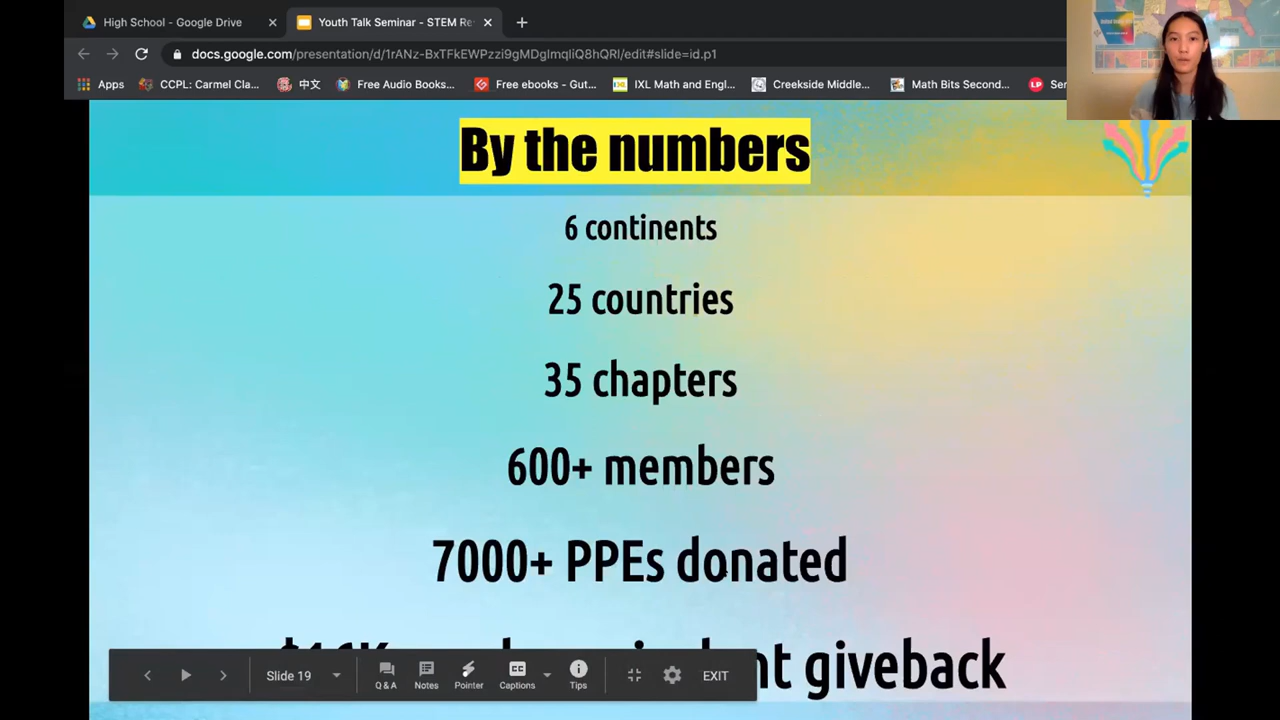 High School - Google Drive
Youth Talk Seminar - STEM Re
docs.google.com/presentation/d/1rANz-BxTFkEWPzzi9gMDgImqliQ8hQRI/edit#slide=id.p1
Apps
CCPL: Carmel Cla...
中文
Free Audio Books...
Free ebooks - Gut...
IXL Math and Engl...
Creekside Middle...
Math Bits Second...
LP
Ser
By the numbers
6 continents
25 countries
35 chapters
600+ members
7000+ PPEs donated
giveback
Slide 19
Q & A
Notes
Pointer
Captions
Tips
EXIT